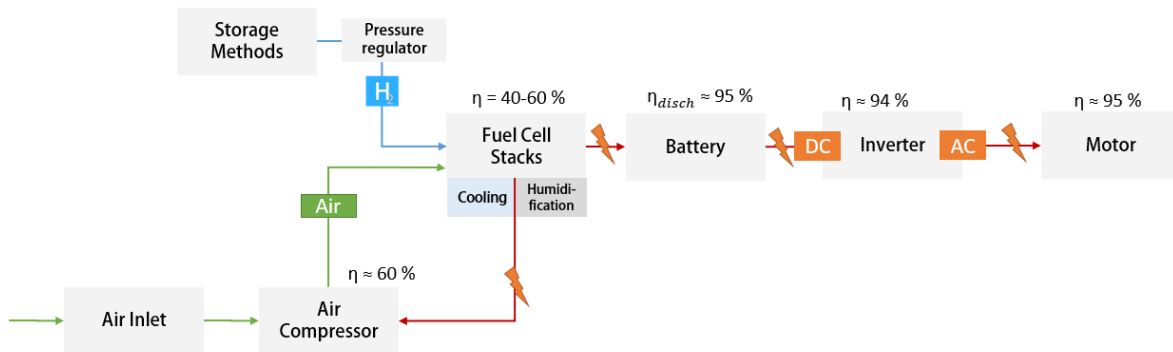 Storage
Methods
Pressure
regulator
H2
η = 40-60 %
Fuel Cell
Stacks
Cooling
Humidi-
fication
ηdisch ≈ 95 %
Battery
DC
η ≈ 94 %
Inverter
AC
η ≈ 95 %
Motor
Air
η ≈ 60 %
Air Inlet
Air
Compressor